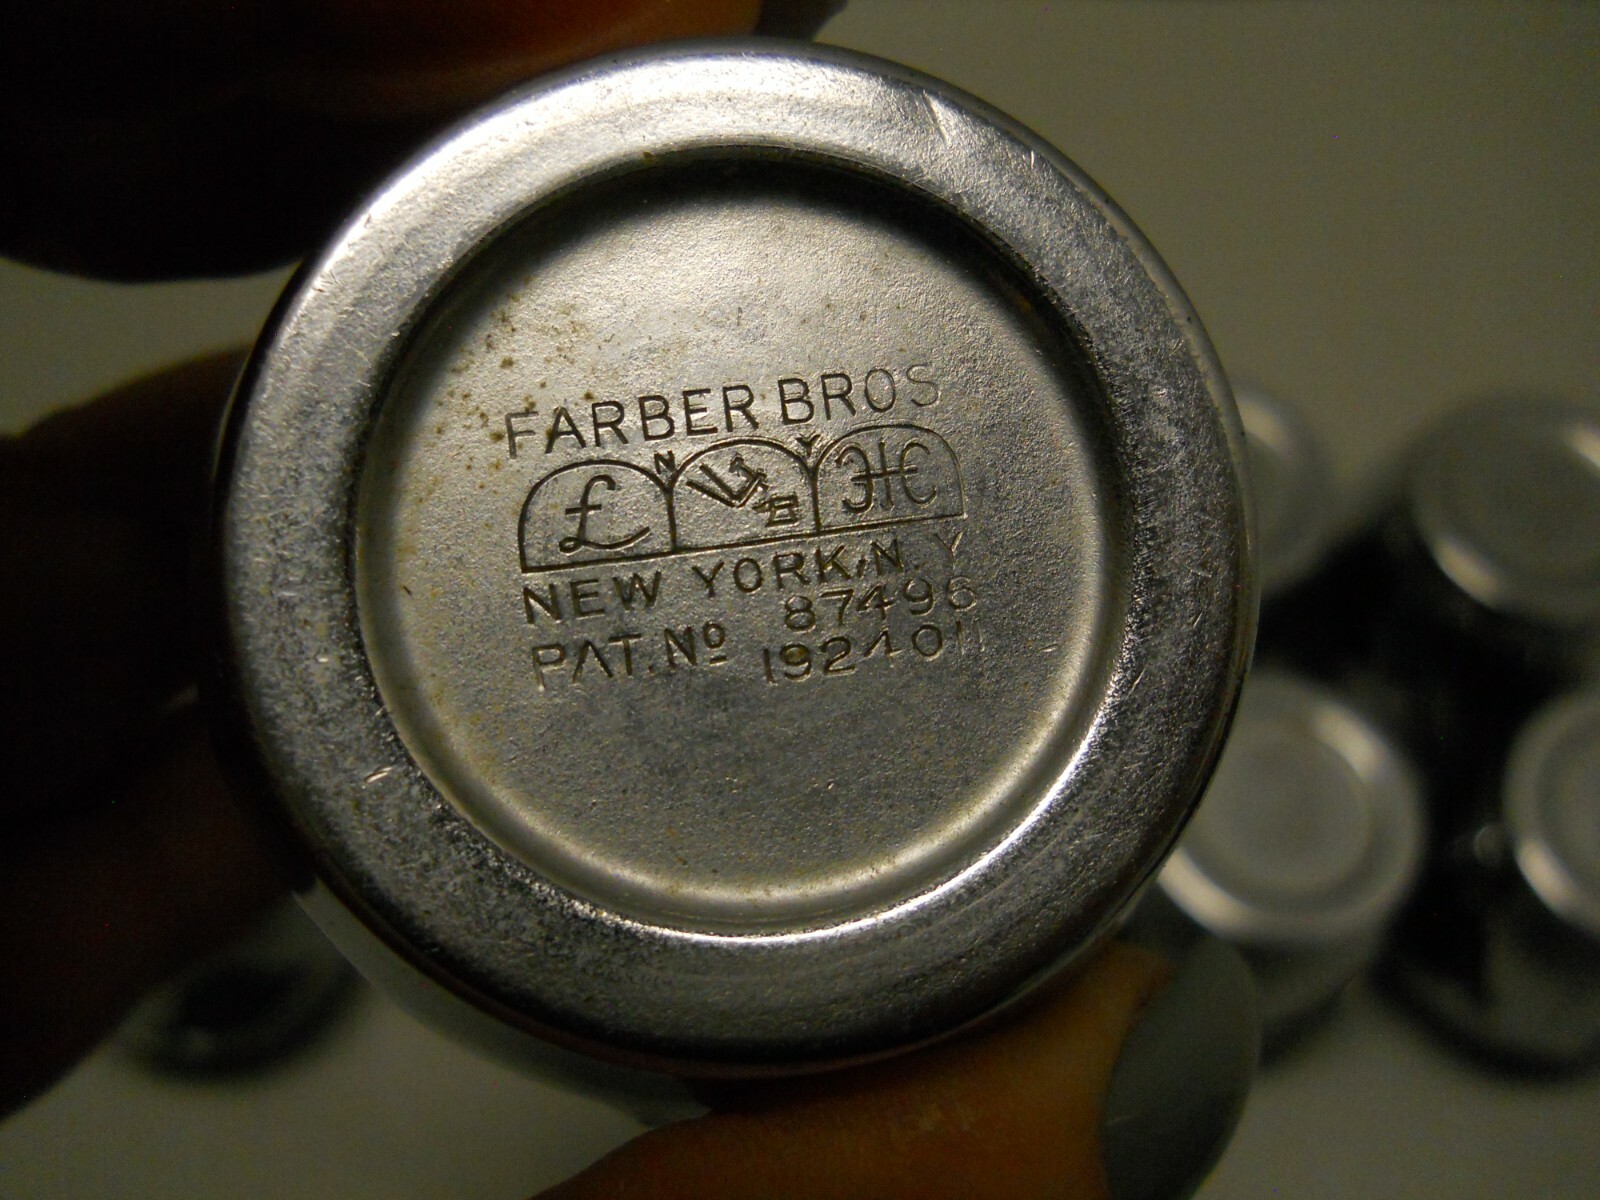 FARBER BROS
N Y
NEW YORK, N. Y
87496
PAT. No 1924011